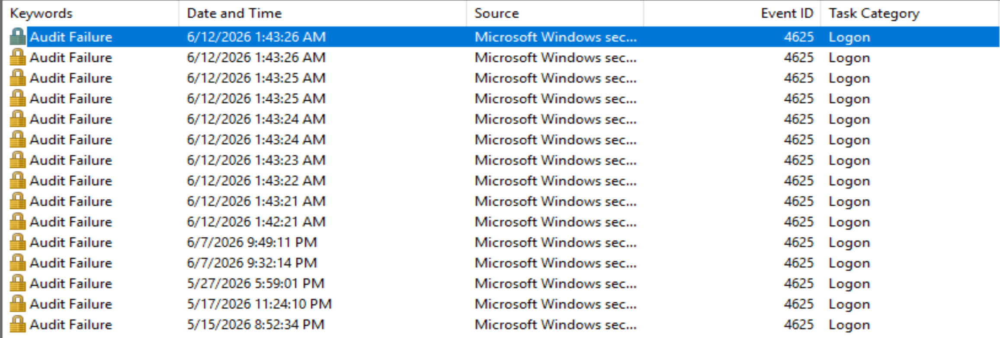 Keywords Date and Time Source Event ID Task Category
Audit Failure 6/12/2026 1:43:26 AM Microsoft Windows sec... 4625 Logon
Audit Failure 6/12/2026 1:43:26 AM Microsoft Windows sec... 4625 Logon
Audit Failure 6/12/2026 1:43:25 AM Microsoft Windows sec... 4625 Logon
Audit Failure 6/12/2026 1:43:25 AM Microsoft Windows sec... 4625 Logon
Audit Failure 6/12/2026 1:43:24 AM Microsoft Windows sec... 4625 Logon
Audit Failure 6/12/2026 1:43:24 AM Microsoft Windows sec... 4625 Logon
Audit Failure 6/12/2026 1:43:23 AM Microsoft Windows sec... 4625 Logon
Audit Failure 6/12/2026 1:43:22 AM Microsoft Windows sec... 4625 Logon
Audit Failure 6/12/2026 1:43:21 AM Microsoft Windows sec... 4625 Logon
Audit Failure 6/12/2026 1:42:21 AM Microsoft Windows sec... 4625 Logon
Audit Failure 6/7/2026 9:49:11 PM Microsoft Windows sec... 4625 Logon
Audit Failure 6/7/2026 9:32:14 PM Microsoft Windows sec... 4625 Logon
Audit Failure 5/27/2026 5:59:01 PM Microsoft Windows sec... 4625 Logon
Audit Failure 5/17/2026 11:24:10 PM Microsoft Windows sec... 4625 Logon
Audit Failure 5/15/2026 8:52:34 PM Microsoft Windows sec... 4625 Logon